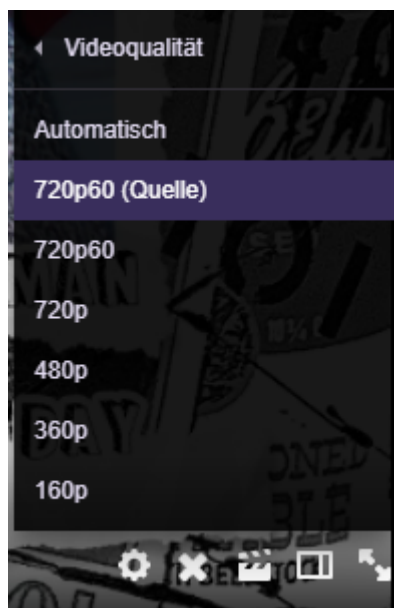 Videoqualität
Automatisch
720p60 (Quelle)
720p60
720p
480p
360p
160p